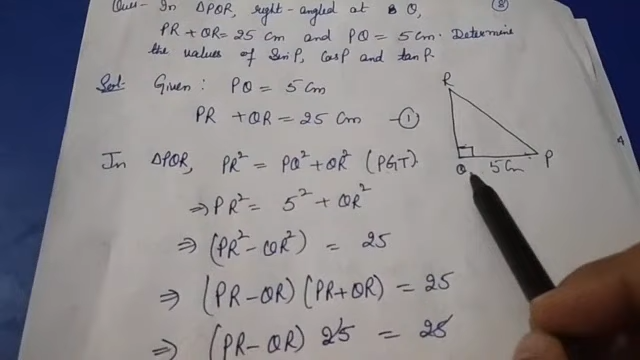 Ques- In ΔPQR, right-angled at Q, (8)
PR + QR = 25 cm and PQ = 5 cm. Determine
the values of Sin P, Cos P and tan P.
Sol- Given: PQ = 5 cm
PR + QR = 25 cm —①
In ΔPQR, PR² = PQ² + QR² (PGT)
⇒ PR² = 5² + QR²
⇒ (PR² - QR²) = 25
⇒ (PR - QR) (PR + QR) = 25
⇒ (PR - QR) 25 = 25
R
Q 5 cm P